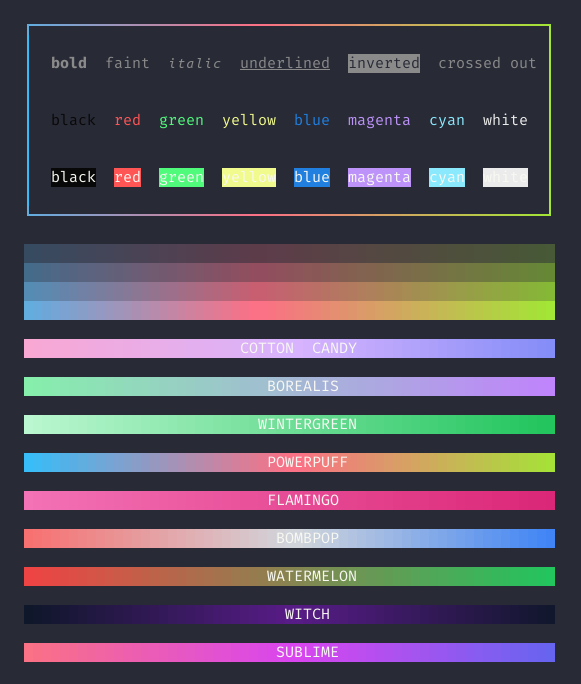 bold faint italic underlined inverted crossed out
black red green yellow blue magenta cyan white
black red green yellow blue magenta cyan white
COTTON CANDY
BOREALIS
WINTERGREEN
POWERPUFF
FLAMINGO
BOMBPOP
WATERMELON
WITCH
SUBLIME